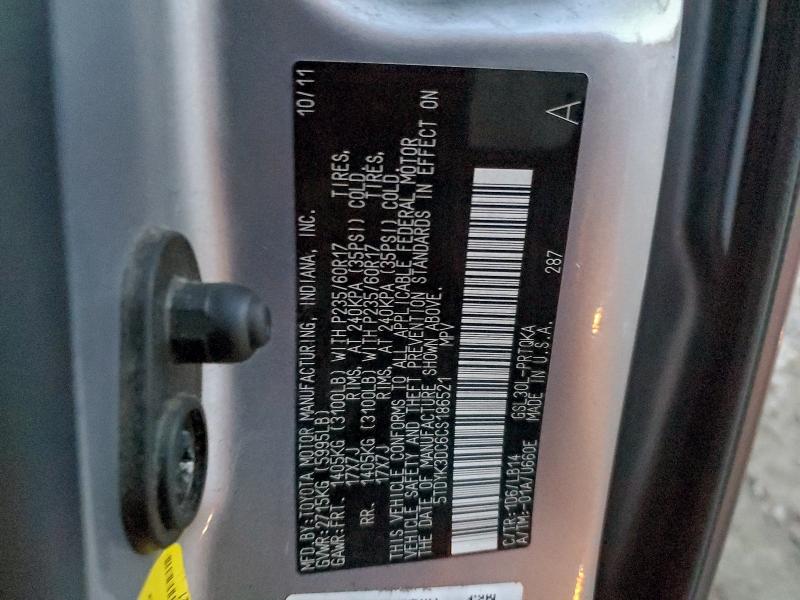 MFD.BY:TOYOTA MOTOR MANUFACTURING, INDIANA, INC. 10/11
GVWR:2715KG (5995LB)
GAWR:FRT. 1405KG (3100LB) WITH P235/60R17 TIRES,
17X7J RIMS, AT 240KPA (35PSI) COLD.
RR. 1405KG (3100LB) WITH P235/60R17 TIRES,
17X7J RIMS, AT 240KPA (35PSI) COLD.
THIS VEHICLE CONFORMS TO ALL APPLICABLE FEDERAL MOTOR
VEHICLE SAFETY AND THEFT PREVENTION STANDARDS IN EFFECT ON
THE DATE OF MANUFACTURE SHOWN ABOVE.
5TDYK3DC6CS186521 MPV
A
C/TR:1D6/LB14 GSL30L-PRTQKA 287
A/TM:-01A/U660E MADE IN U.S.A.